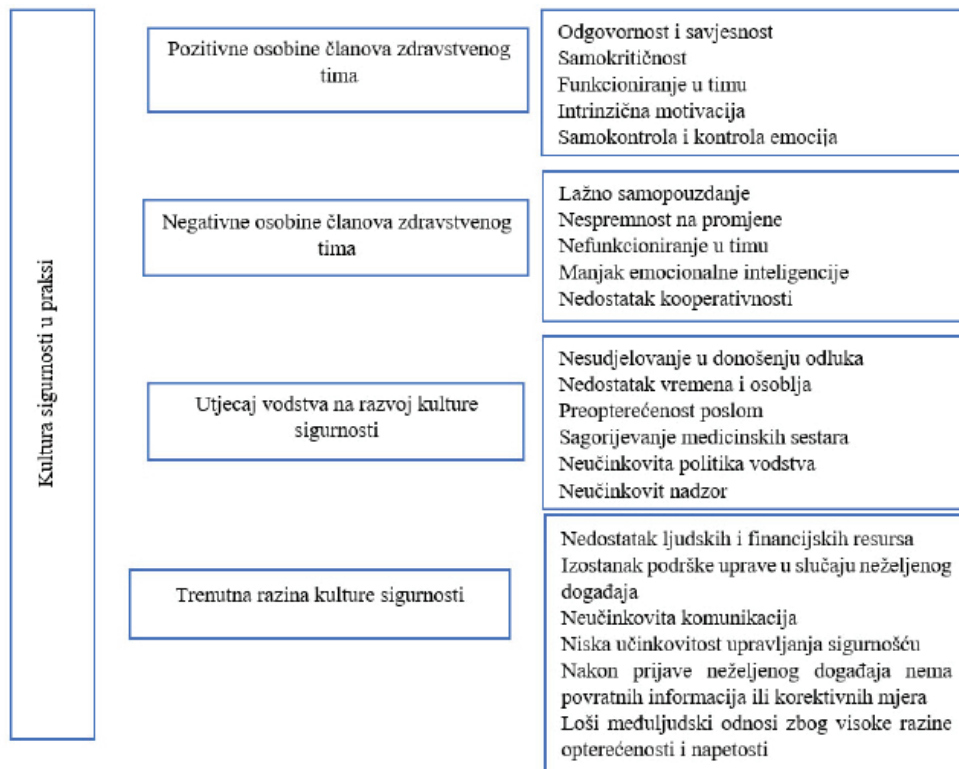 Kultura sigurnosti u praksi
Pozitivne osobine članova zdravstvenog
tima
Odgovornost i savjesnost
Samokritičnost
Funkcioniranje u timu
Intrinzična motivacija
Samokontrola i kontrola emocija
Negativne osobine članova zdravstvenog
tima
Lažno samopouzdanje
Nespremnost na promjene
Nefunkcioniranje u timu
Manjak emocionalne inteligencije
Nedostatak kooperativnosti
Utjecaj vodstva na razvoj kulture
sigurnosti
Nesudjelovanje u donošenju odluka
Nedostatak vremena i osoblja
Preopterećenost poslom
Sagorijevanje medicinskih sestara
Neučinkovita politika vodstva
Neučinkovit nadzor
Trenutna razina kulture sigurnosti
Nedostatak ljudskih i financijskih resursa
Izostanak podrške uprave u slučaju neželjenog
događaja
Neučinkovita komunikacija
Niska učinkovitost upravljanja sigurnošću
Nakon prijave neželjenog događaja nema
povratnih informacija ili korektivnih mjera
Loši međuljudski odnosi zbog visoke razine
opterećenosti i napetosti